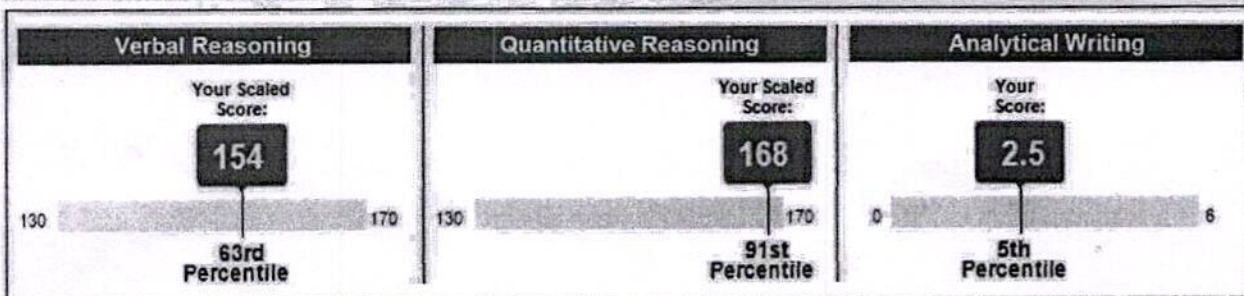 Verbal Reasoning
Your Scaled
Score:
154
130
170
63rd
Percentile
Quantitative Reasoning
Your Scaled
Score:
168
130
170
91st
Percentile
Analytical Writing
Your
Score:
2.5
0
6
5th
Percentile